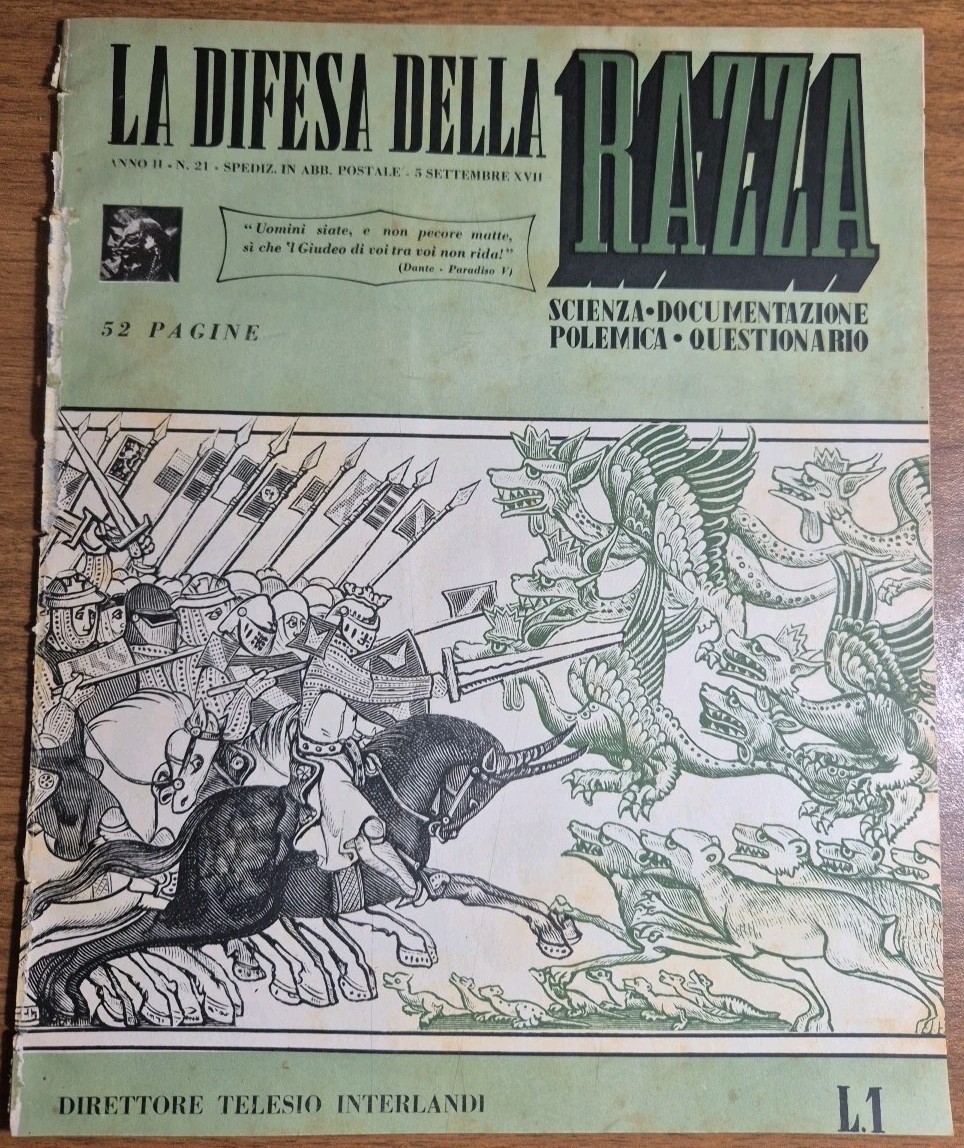 LA DIFESA DELLA RAZZA
ANNO II - N. 21 - SPEDIZ. IN ABB. POSTALE - 5 SETTEMBRE XVII
"Uomini siate, e non pecore matte,
sì che 'l Giudeo di voi tra voi non rida!"
(Dante - Paradiso V)
SCIENZA•DOCUMENTAZIONE
POLEMICA•QUESTIONARIO
52 PAGINE
DIRETTORE TELESIO INTERLANDI
L.1